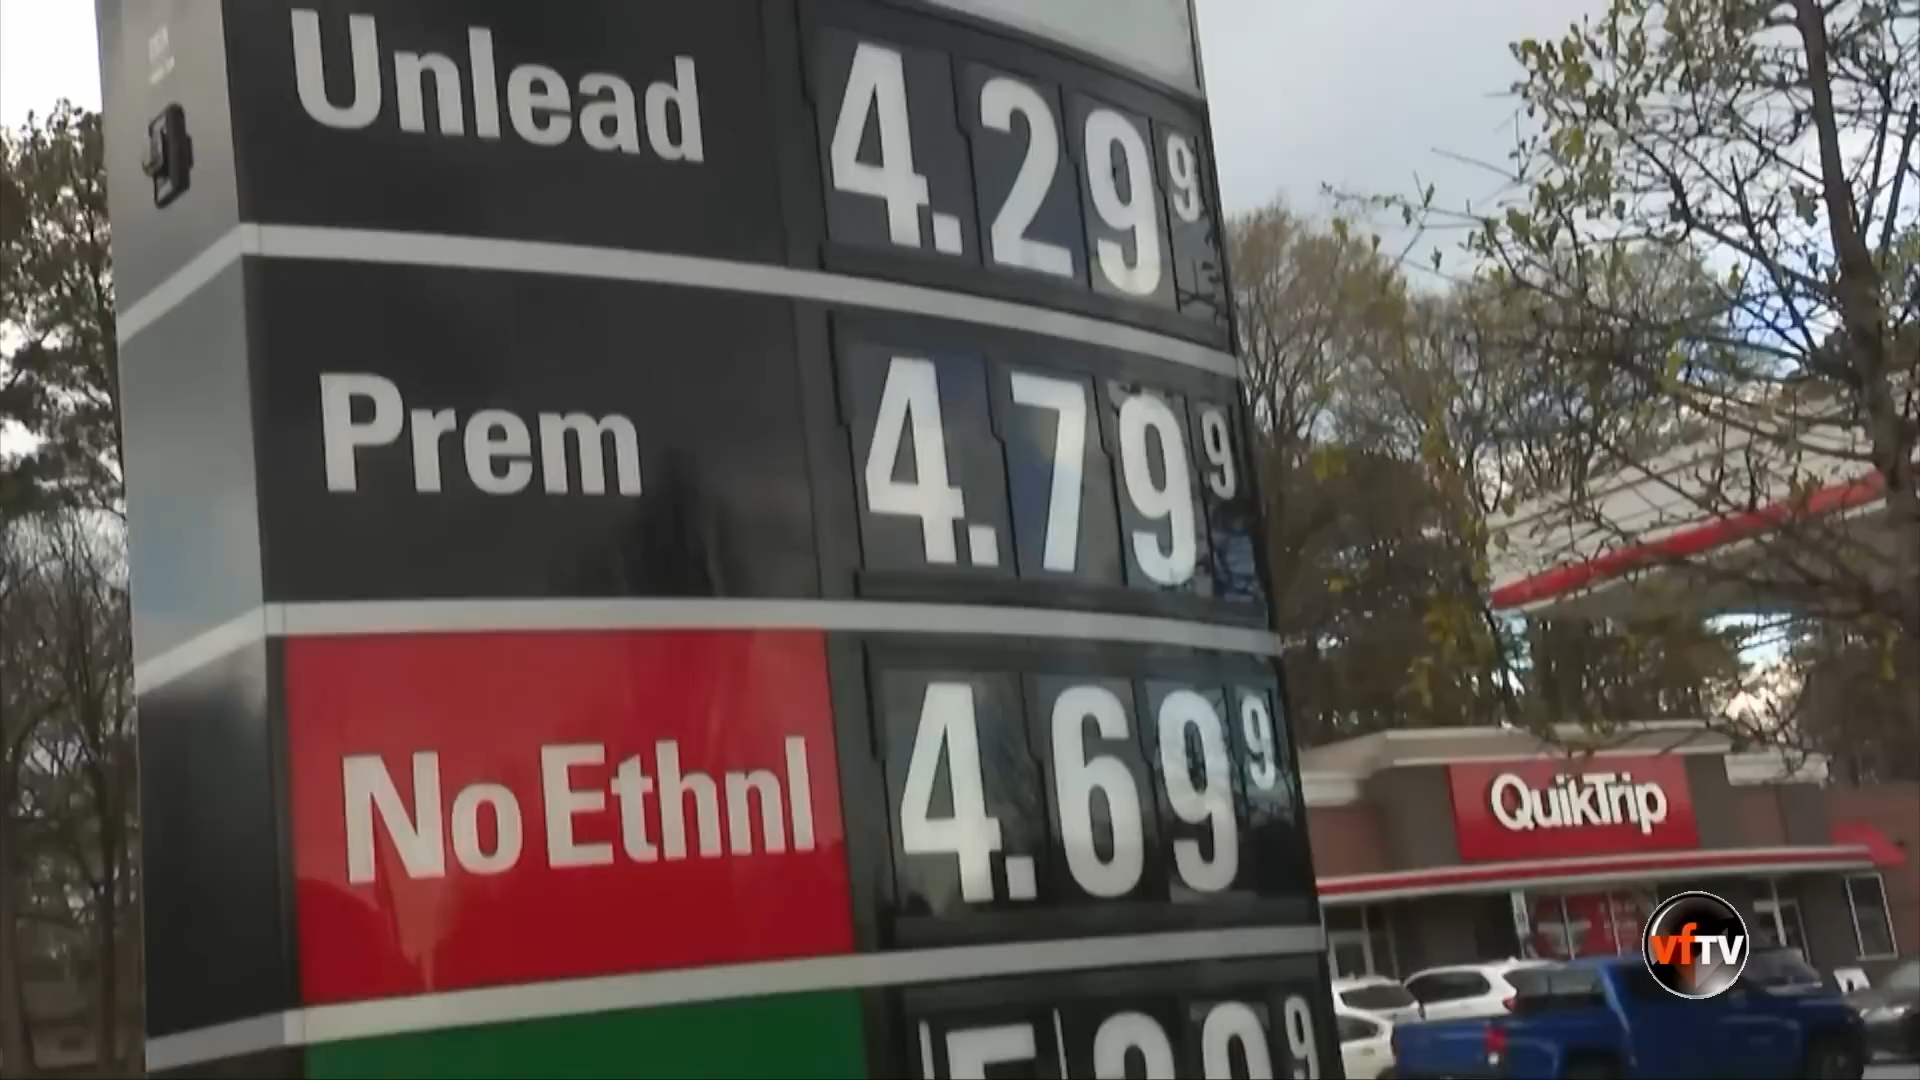 Unlead 4.29 9
Prem 4.79 9
No Ethnl 4.69 9
QuikTrip
vfTV